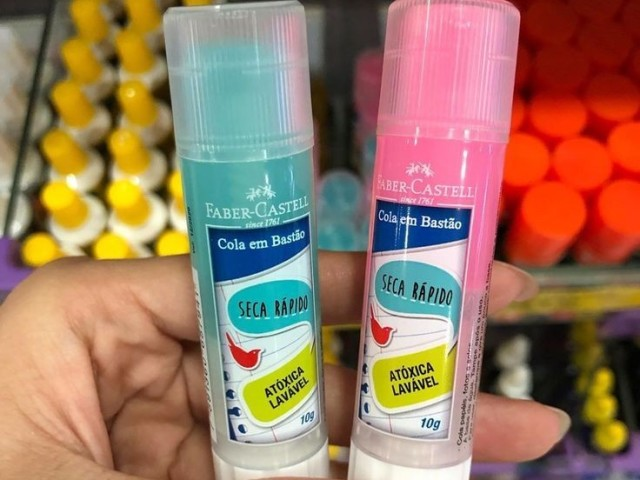 FABER-CASTELL
since 1761
Cola em Bastão
SECA RÁPIDO
ATÓXICA
LAVÁVEL
10g
FABER-CASTELL
since 1761
Cola em Bastão
SECA RÁPIDO
ATÓXICA
LAVÁVEL
10g